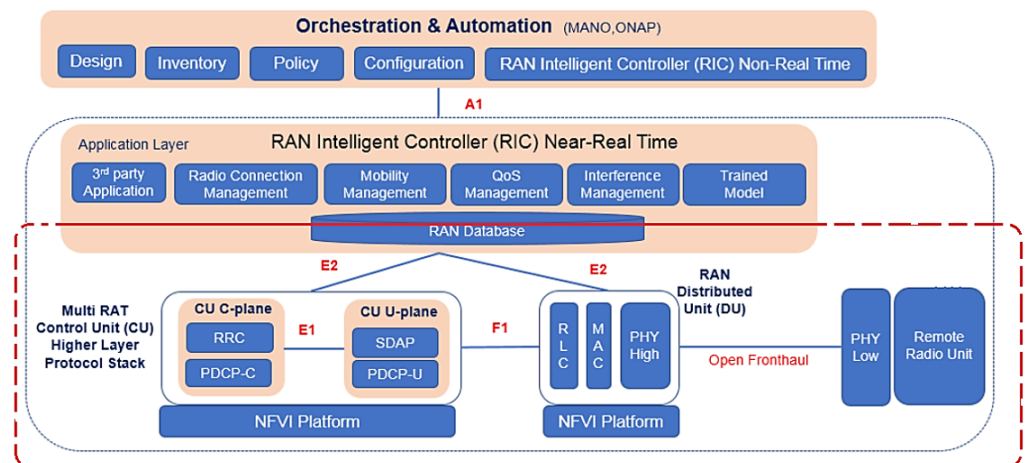 Orchestration & Automation (MANO,ONAP)
Design
Inventory
Policy
Configuration
RAN Intelligent Controller (RIC) Non-Real Time
A1
Application Layer
RAN Intelligent Controller (RIC) Near-Real Time
3rd party
Application
Radio Connection
Management
Mobility
Management
QoS
Management
Interference
Management
Trained
Model
RAN Database
E2
E2
Multi RAT
Control Unit (CU)
Higher Layer
Protocol Stack
CU C-plane
RRC
PDCP-C
E1
CU U-plane
SDAP
PDCP-U
F1
NFVI Platform
RAN
Distributed
Unit (DU)
RLC
MAC
PHY
High
NFVI Platform
Open Fronthaul
PHY
Low
Remote
Radio Unit